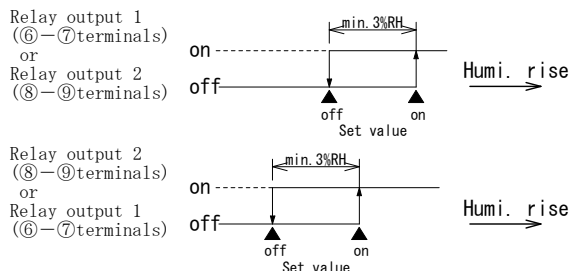 Relay output 1
(⑥－⑦terminals)
or
Relay output 2
(⑧－⑨terminals)
min.3%RH
on
off
Humi. rise
off
on
Set value
Relay output 2
(⑧－⑨terminals)
or
Relay output 1
(⑥－⑦terminals)
min.3%RH
on
off
Humi. rise
off
on
Set value